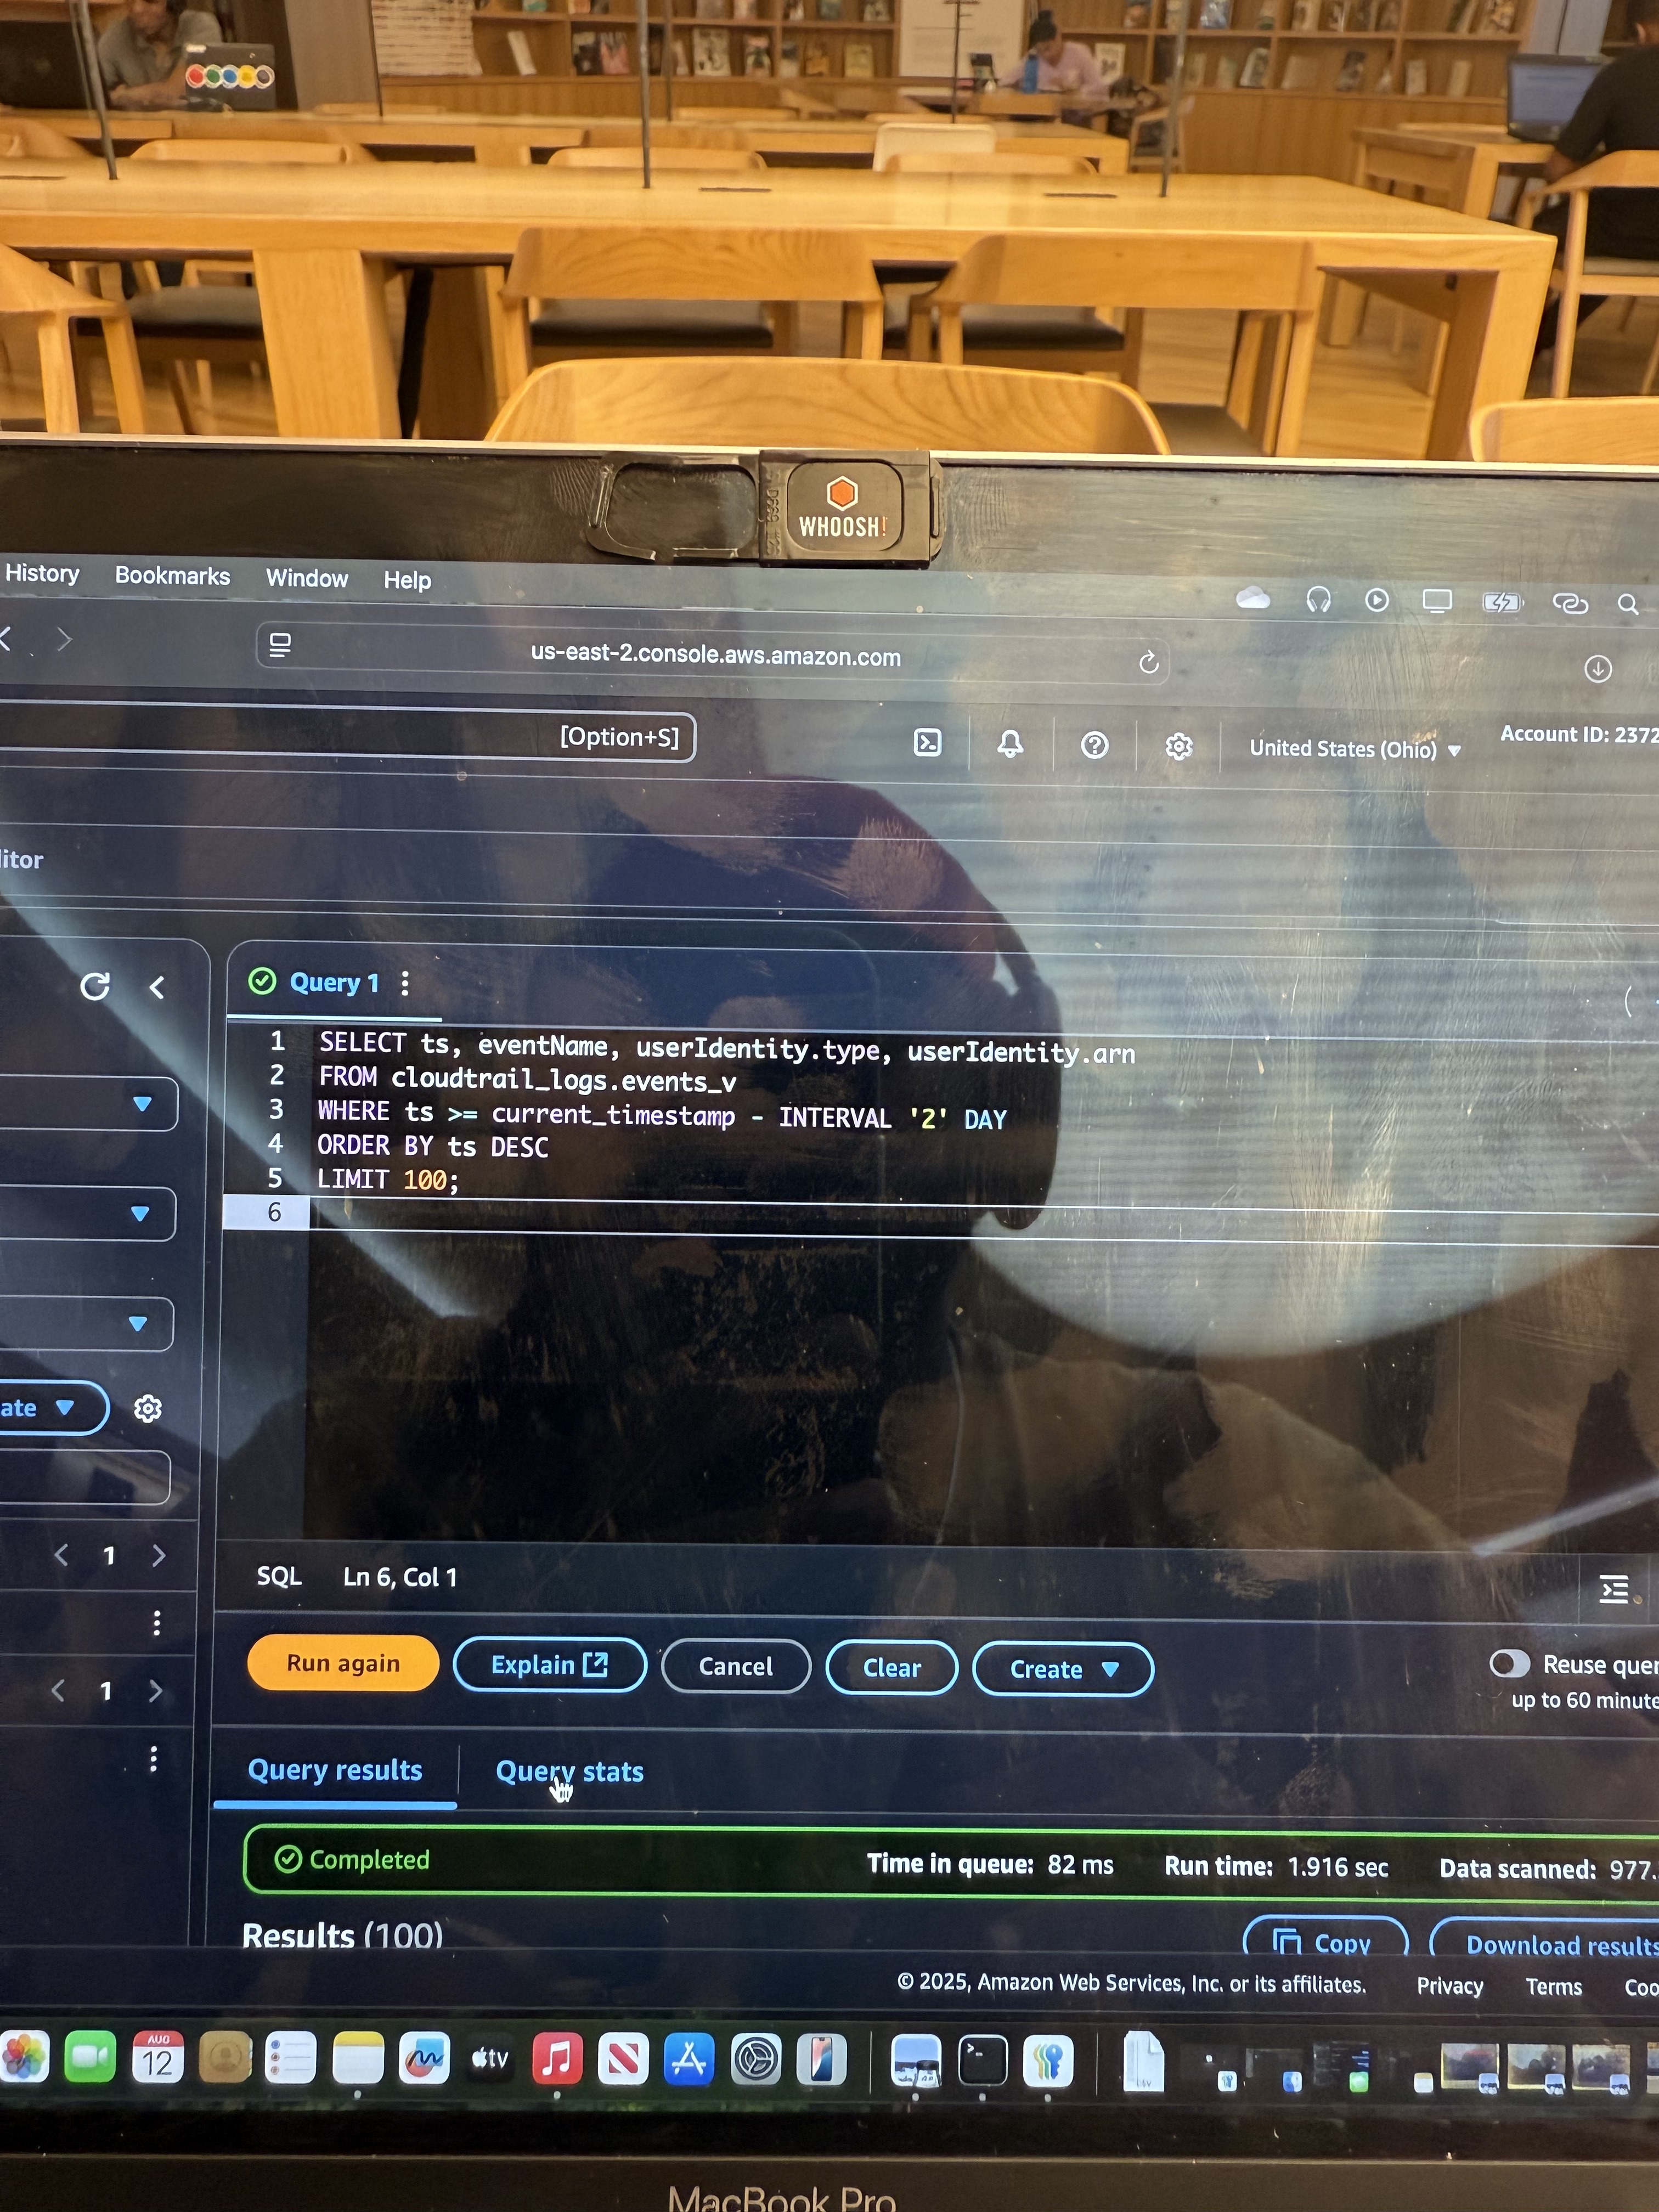 WHOOSH!
History Bookmarks Window Help
us-east-2.console.aws.amazon.com
[Option+S]
United States (Ohio)
Account ID: 2372
itor
Query 1
1 SELECT ts, eventName, userIdentity.type, userIdentity.arn
2 FROM cloudtrail_logs.events_v
3 WHERE ts >= current_timestamp - INTERVAL '2' DAY
4 ORDER BY ts DESC
5 LIMIT 100;
6
ate
1
SQL Ln 6, Col 1
1
Run again Explain Cancel Clear Create
Reuse quer
up to 60 minute
Query results Query stats
Completed Time in queue: 82 ms Run time: 1.916 sec Data scanned: 977.
Results (100) Copy Download results
© 2025, Amazon Web Services, Inc. or its affiliates. Privacy Terms Coo
AUG
12
tv
MacBook Pro